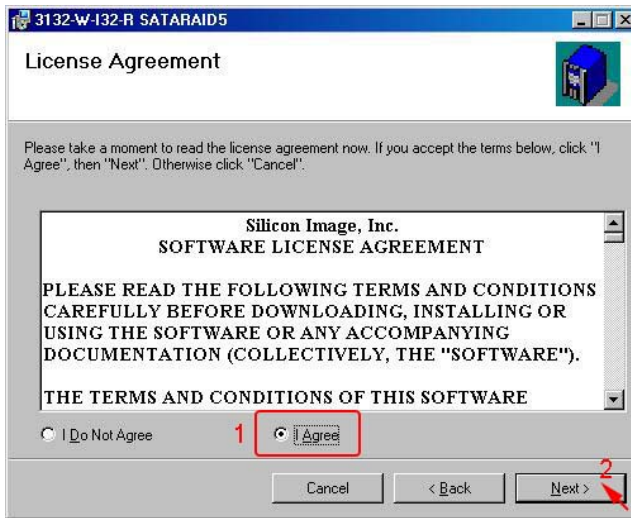 3132-W-I32-R SATARAID5
License Agreement
Please take a moment to read the license agreement now. If you accept the terms below, click "I
Agree", then "Next". Otherwise click "Cancel".
Silicon Image, Inc.
SOFTWARE LICENSE AGREEMENT
PLEASE READ THE FOLLOWING TERMS AND CONDITIONS
CAREFULLY BEFORE DOWNLOADING, INSTALLING OR
USING THE SOFTWARE OR ANY ACCOMPANYING
DOCUMENTATION (COLLECTIVELY, THE "SOFTWARE").
THE TERMS AND CONDITIONS OF THIS SOFTWARE
I Do Not Agree 1 I Agree
2
Cancel < Back Next >